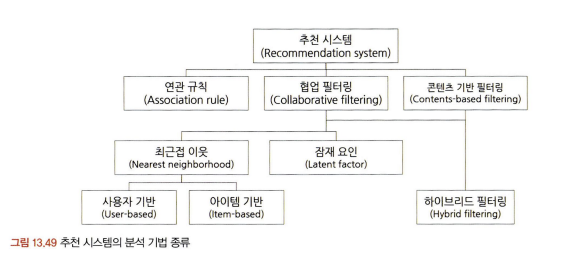 추천 시스템
(Recommendation system)
연관 규칙
(Association rule)
협업 필터링
(Collaborative filtering)
콘텐츠 기반 필터링
(Contents-based filtering)
최근접 이웃
(Nearest neighborhood)
잠재 요인
(Latent factor)
사용자 기반
(User-based)
아이템 기반
(Item-based)
하이브리드 필터링
(Hybrid filtering)
그림 13.49 추천 시스템의 분석 기법 종류